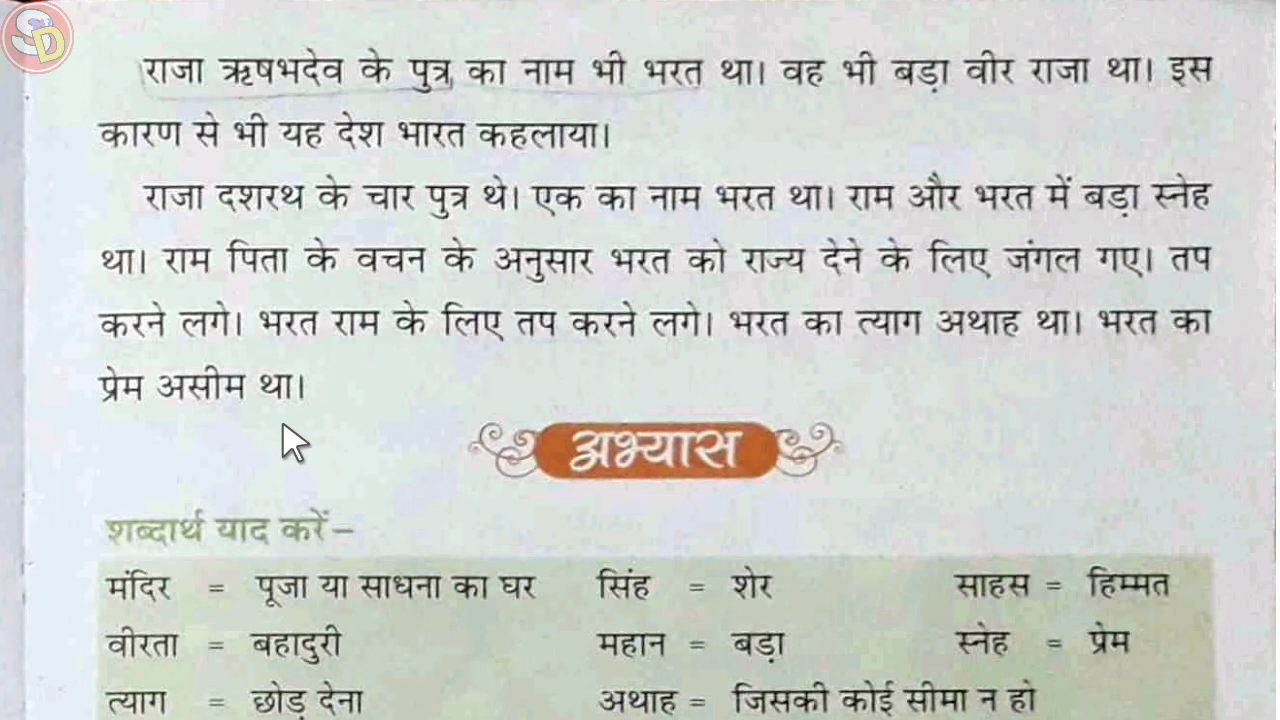 SD
राजा ऋषभदेव के पुत्र का नाम भी भरत था। वह भी बड़ा वीर राजा था। इस
कारण से भी यह देश भारत कहलाया।
राजा दशरथ के चार पुत्र थे। एक का नाम भरत था। राम और भरत में बड़ा स्नेह
था। राम पिता के वचन के अनुसार भरत को राज्य देने के लिए जंगल गए। तप
करने लगे। भरत राम के लिए तप करने लगे। भरत का त्याग अथाह था। भरत का
प्रेम असीम था।
अभ्यास
शब्दार्थ याद करें–
मंदिर = पूजा या साधना का घर सिंह = शेर साहस = हिम्मत
वीरता = बहादुरी महान = बड़ा स्नेह = प्रेम
त्याग = छोड़ देना अथाह = जिसकी कोई सीमा न हो